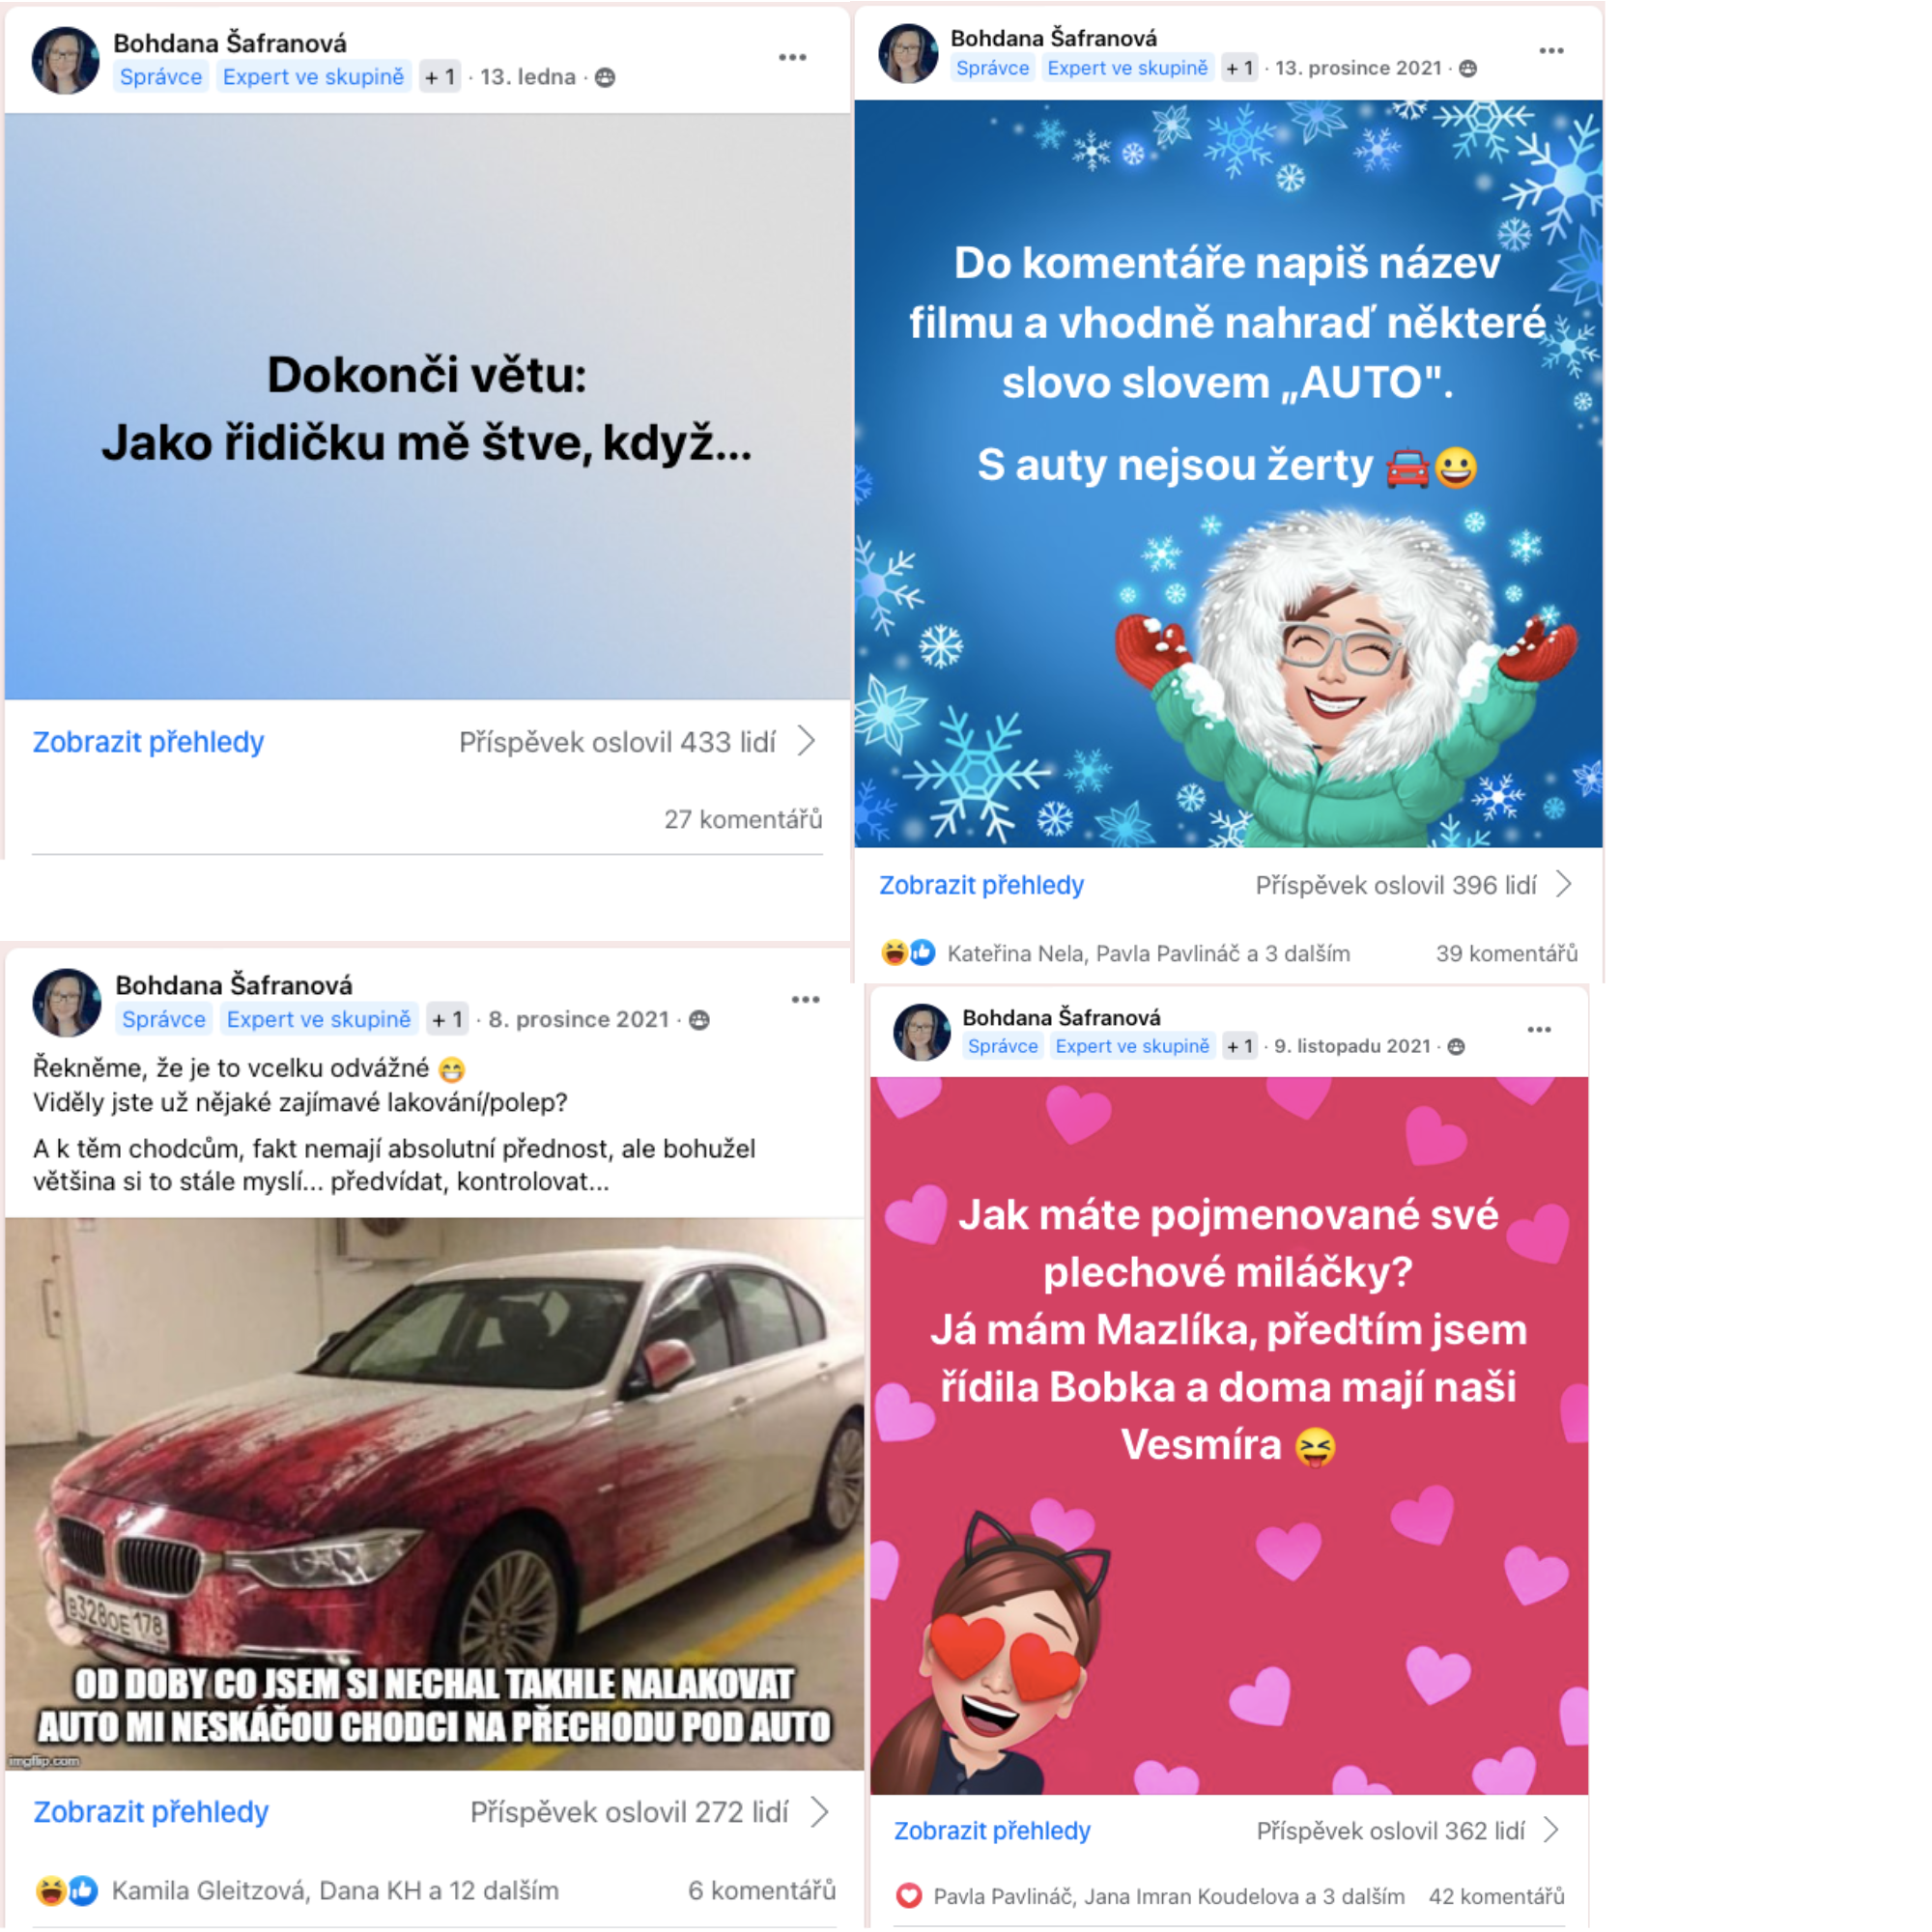 Bohdana Šafranová
Správce Expert ve skupině +1 · 13. ledna ·
Dokonči větu:
Jako řidičku mě štve, když...
Zobrazit přehledy Příspěvek oslovil 433 lidí
27 komentářů
Bohdana Šafranová
Správce Expert ve skupině +1 · 13. prosince 2021 ·
Do komentáře napiš název
filmu a vhodně nahraď některé
slovo slovem „AUTO".
S auty nejsou žerty 🚘😀
Zobrazit přehledy Příspěvek oslovil 396 lidí
Kateřina Nela, Pavla Pavlináč a 3 dalším 39 komentářů
Bohdana Šafranová
Správce Expert ve skupině +1 · 8. prosince 2021 ·
Řekněme, že je to vcelku odvážné 😁
Viděly jste už nějaké zajímavé lakování/polep?
A k těm chodcům, fakt nemají absolutní přednost, ale bohužel
většina si to stále myslí... předvídat, kontrolovat...
B328OE 178
OD DOBY CO JSEM SI NECHAL TAKHLE NALAKOVAT
AUTO MI NESKÁČOU CHODCI NA PŘECHODU POD AUTO
imgflip.com
Zobrazit přehledy Příspěvek oslovil 272 lidí
Kamila Gleitzová, Dana KH a 12 dalším 6 komentářů
Bohdana Šafranová
Správce Expert ve skupině +1 · 9. listopadu 2021 ·
Jak máte pojmenované své
plechové miláčky?
Já mám Mazlíka, předtím jsem
řídila Bobka a doma mají naši
Vesmíra 😝
Zobrazit přehledy Příspěvek oslovil 362 lidí
Pavla Pavlináč, Jana Imran Koudelova a 3 dalším 42 komentářů